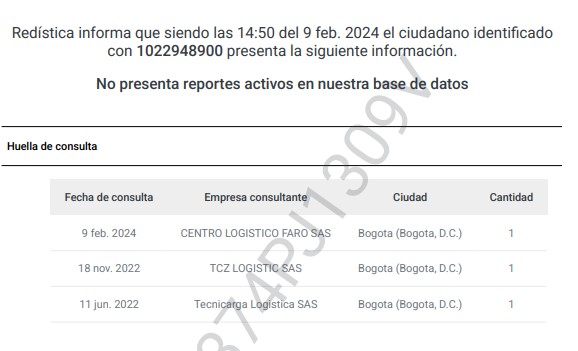 Redística informa que siendo las 14:50 del 9 feb. 2024 el ciudadano identificado
con 1022948900 presenta la siguiente información.
No presenta reportes activos en nuestra base de datos
Huella de consulta
Fecha de consulta Empresa consultante Ciudad Cantidad
9 feb. 2024 CENTRO LOGISTICO FARO SAS Bogota (Bogota, D.C.) 1
18 nov. 2022 TCZ LOGISTIC SAS Bogota (Bogota, D.C.) 1
11 jun. 2022 Tecnicarga Logística SAS Bogota (Bogota, D.C.) 1